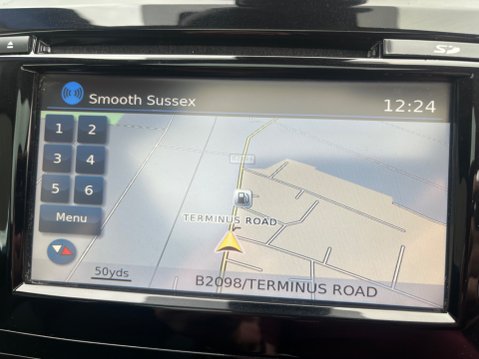 SD
Smooth Sussex
12:24
1 2
3 4
5 6
Menu
TERMINUS ROAD
50yds
B2098/TERMINUS ROAD